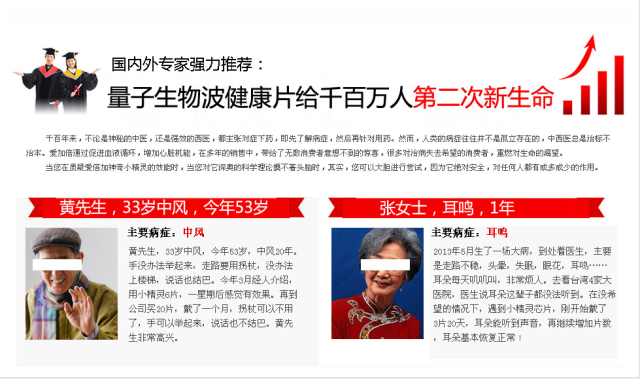 国内外专家强力推荐：
量子生物波健康片给千百万人第二次新生命
千百年来，不论是神秘的中医，还是强效的西医，都主张对症下药，即先了解病症，然后再针对用药。然而，人类的病症往往并不是孤立存在的，中西医总是治标不
治本。爱加倍通过促进血液循环，增加心脏机能，在多年的销售中，带给了无数消费者意想不到的惊喜，很多对治病失去希望的消费者，重燃对生命的渴望。
当您在质疑爱倍加神奇小精灵的效能时，当您对它深奥的科学理论摸不着头脑时，其实，您可以大胆进行尝试，因为它绝对安全，对任何人都有或多或少的作用。
黄先生，33岁中风，今年53岁
主要病症：中风
黄先生，33岁中风，今年53岁，中风20年。
手没办法举起来，走路要用拐杖，没办法
上楼梯，说话也结巴。今年3月经人介绍，
用小精灵6片，一星期后感觉有效果。再到
公司买20片，戴了一个月，拐杖可以不用
了，手可以举起来，说话也不结巴。黄先
生非常高兴。
张女士，耳鸣，1年
主要病症：耳鸣
2013年5月生了一场大病，到处看医生，主要
是走路不稳，头晕，失眠，眼花，耳鸣……
耳朵每天叽叽叫，非常烦人。去看台湾4家大
医院，医生说耳朵这辈子都没法听到。在没希
望的情况下，遇到小精灵芯片，刚开始戴了
3片20天，耳朵能听到声音，再继续增加片数
，耳朵基本恢复正常！